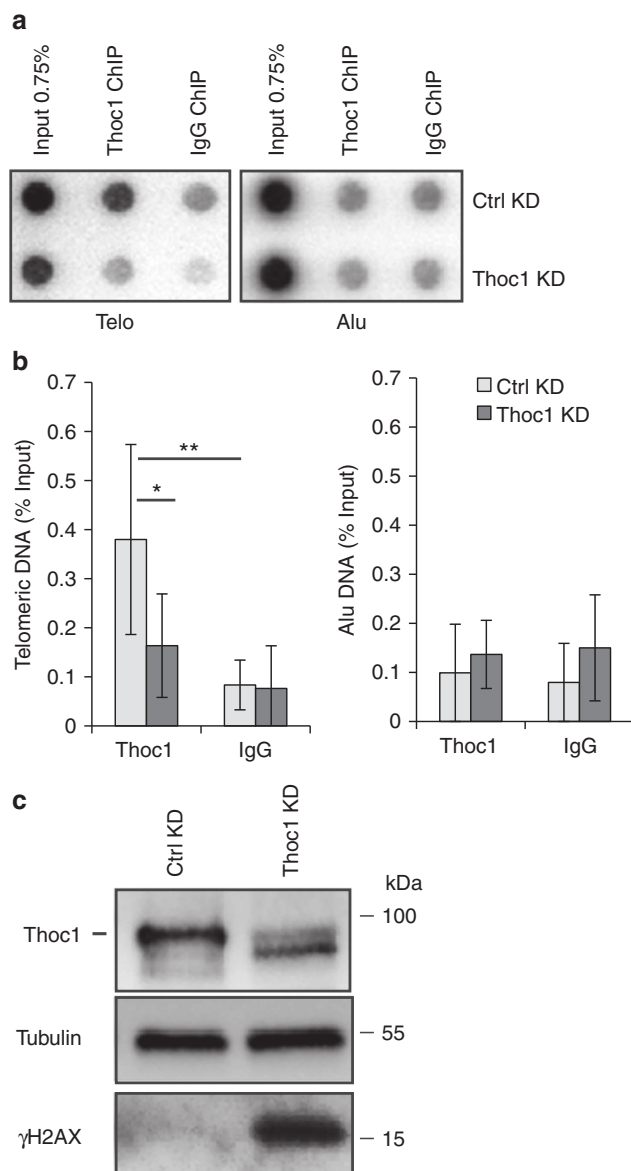 a
Input 0.75%
Thoc1 ChIP
IgG ChIP
Input 0.75%
Thoc1 ChIP
IgG ChIP
Ctrl KD
Thoc1 KD
Telo
Alu
b
Telomeric DNA (% Input)
0.7
0.6
0.5
0.4
0.3
0.2
0.1
0
**
*
Thoc1
IgG
Alu DNA (% Input)
0.7
0.6
0.5
0.4
0.3
0.2
0.1
0
Ctrl KD
Thoc1 KD
Thoc1
IgG
c
Ctrl KD
Thoc1 KD
kDa
Thoc1
100
Tubulin
55
γH2AX
15